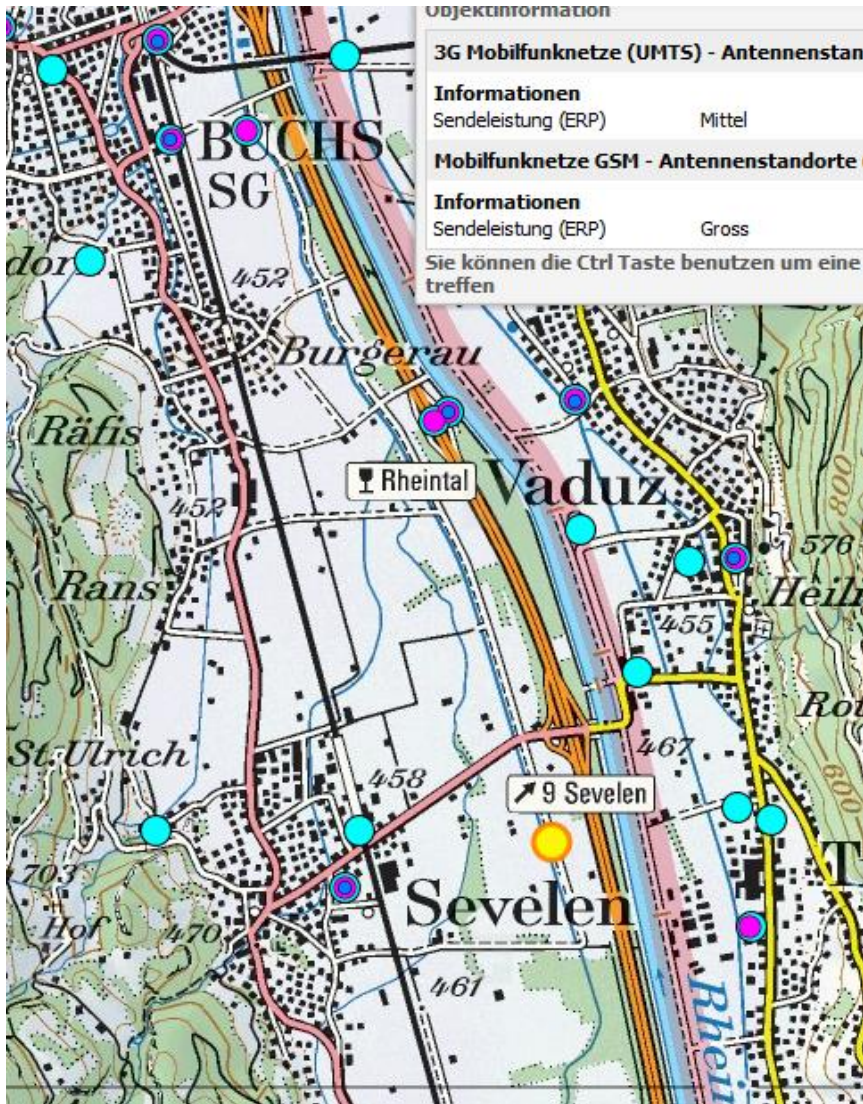 Objektinformation
3G Mobilfunknetze (UMTS) - Antennenstan
Informationen
Sendeleistung (ERP) Mittel
Mobilfunknetze GSM - Antennenstandorte
Informationen
Sendeleistung (ERP) Gross
Sie können die Ctrl Taste benutzen um eine
treffen
BUCHS
SG
dorf
452
Burgerau
Räfis
Rheintal
Vaduz
800
452
576
Rans
Heil
455
St. Ulrich
467
458
9 Sevelen
600
703
Sevelen
Hof
470
461
Rhein